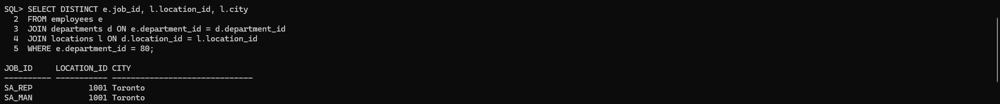 SQL> SELECT DISTINCT e.job_id, l.location_id, l.city
  2  FROM employees e
  3  JOIN departments d ON e.department_id = d.department_id
  4  JOIN locations l ON d.location_id = l.location_id
  5  WHERE e.department_id = 80;

JOB_ID     LOCATION_ID CITY
---------- ----------- ------------------------------
SA_REP            1001 Toronto
SA_MAN            1001 Toronto